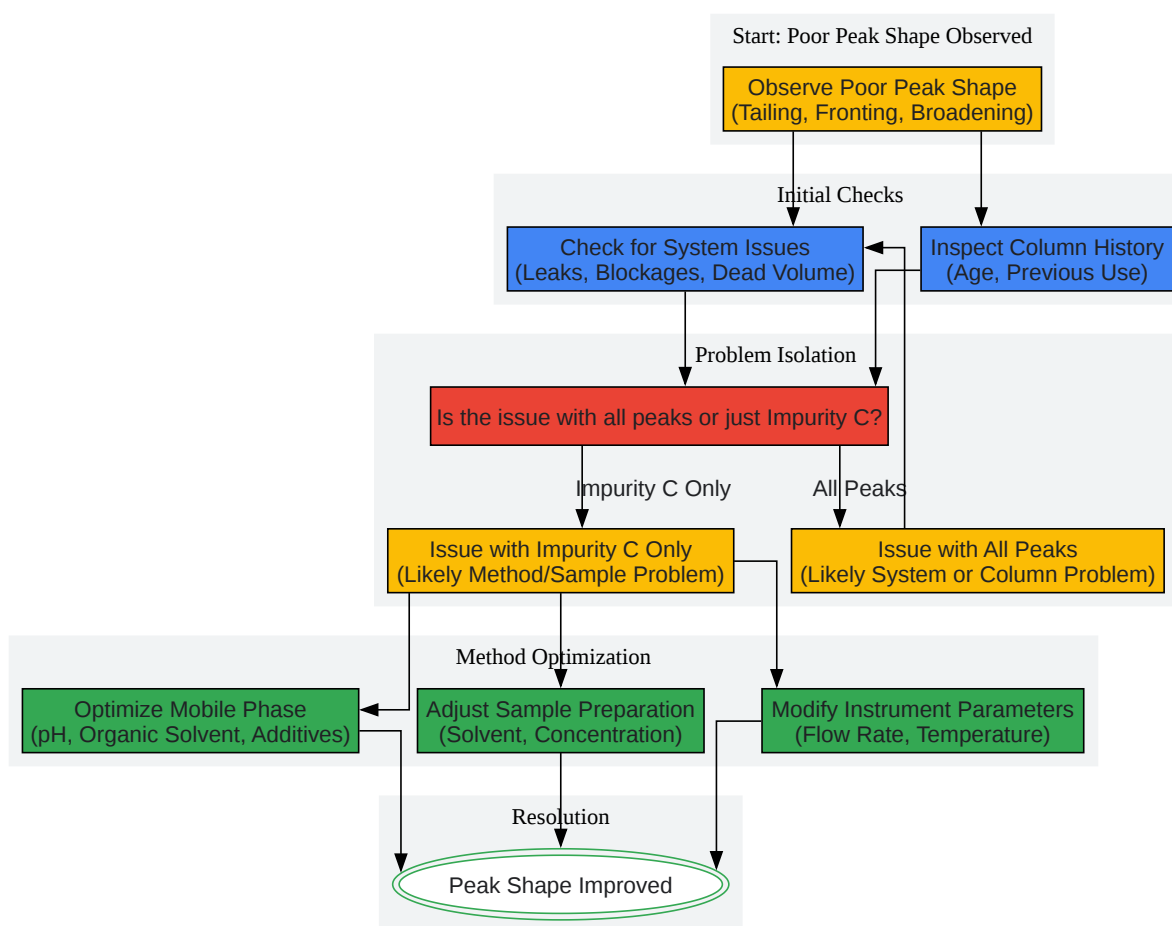 Start: Poor Peak Shape Observed
Observe Poor Peak Shape
(Tailing, Fronting, Broadening)
Initial Checks
Check for System Issues
(Leaks, Blockages, Dead Volume)
Inspect Column History
(Age, Previous Use)
Problem Isolation
Is the issue with all peaks or just Impurity C?
Impurity C Only
All Peaks
Issue with Impurity C Only
(Likely Method/Sample Problem)
Issue with All Peaks
(Likely System or Column Problem)
Method Optimization
Optimize Mobile Phase
(pH, Organic Solvent, Additives)
Adjust Sample Preparation
(Solvent, Concentration)
Modify Instrument Parameters
(Flow Rate, Temperature)
Resolution
Peak Shape Improved